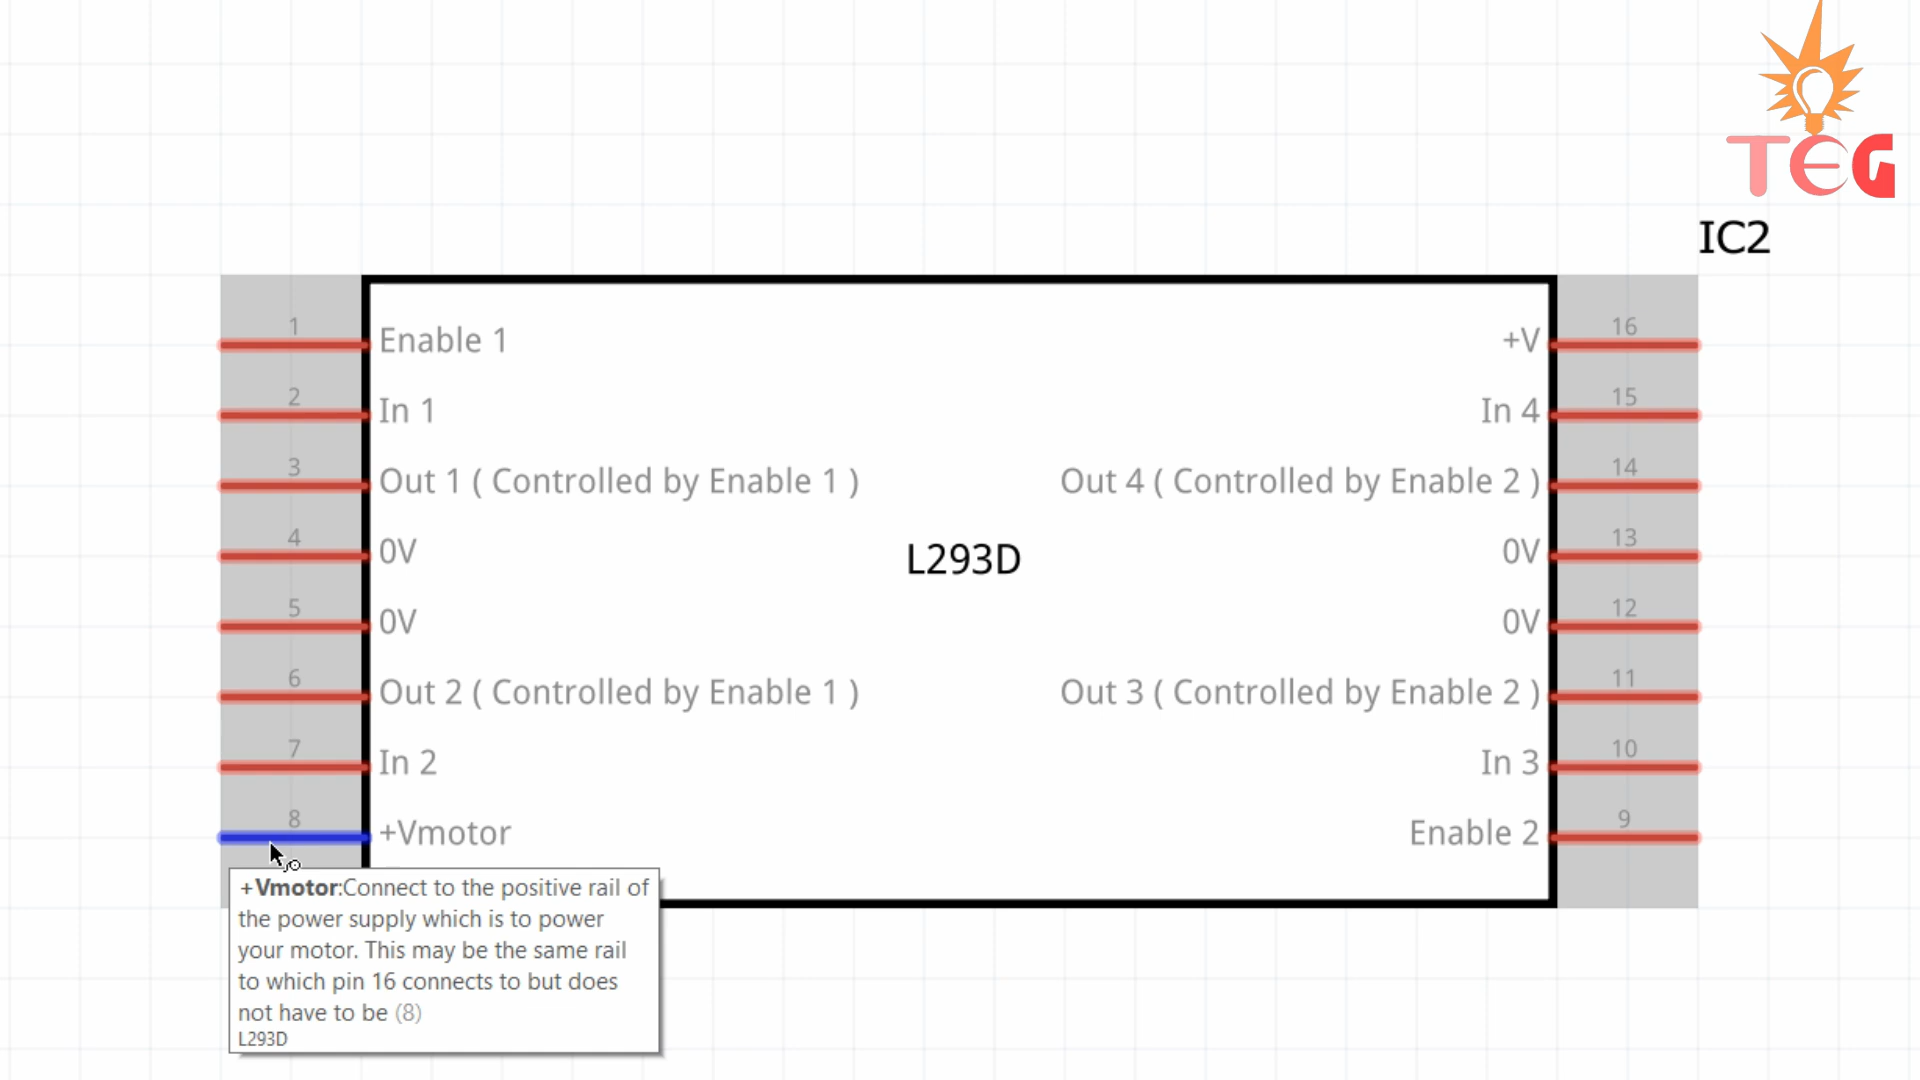 TEG
IC2
1 Enable 1
+V 16
2 In 1
In 4 15
3 Out 1 ( Controlled by Enable 1 )
Out 4 ( Controlled by Enable 2 ) 14
4 0V
0V 13
L293D
5 0V
0V 12
6 Out 2 ( Controlled by Enable 1 )
Out 3 ( Controlled by Enable 2 ) 11
7 In 2
In 3 10
8 +Vmotor
Enable 2 9
+Vmotor:Connect to the positive rail of
the power supply which is to power
your motor. This may be the same rail
to which pin 16 connects to but does
not have to be (8)
L293D